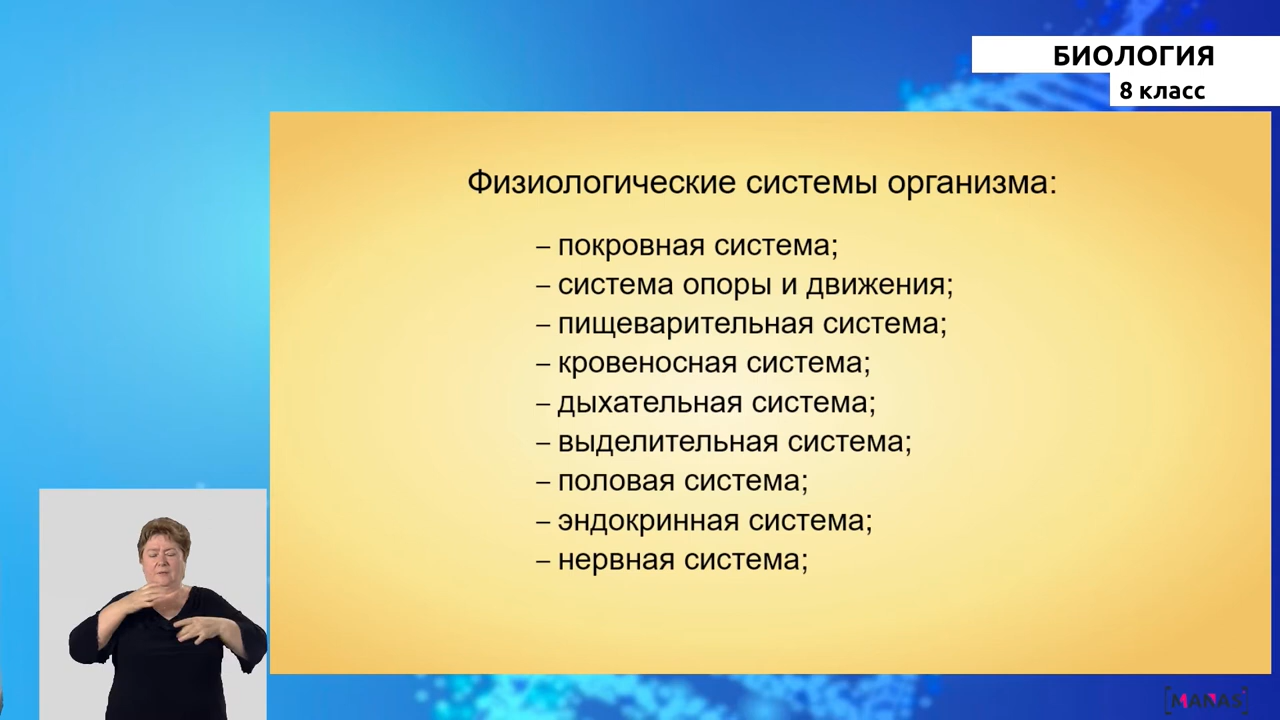 БИОЛОГИЯ
8 класс
Физиологические системы организма:
– покровная система;
– система опоры и движения;
– пищеварительная система;
– кровеносная система;
– дыхательная система;
– выделительная система;
– половая система;
– эндокринная система;
– нервная система;
MANAS